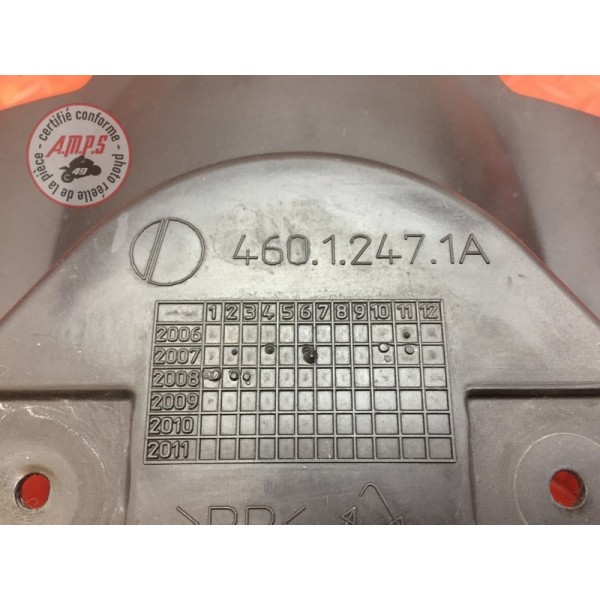 certifié conforme
A.M.P.S
49
photo réelle de la pièce
460.1.247.1A
1 2 3 4 5 6 7 8 9 10 11 12
2006
2007
2008
2009
2010
2011
>PP<